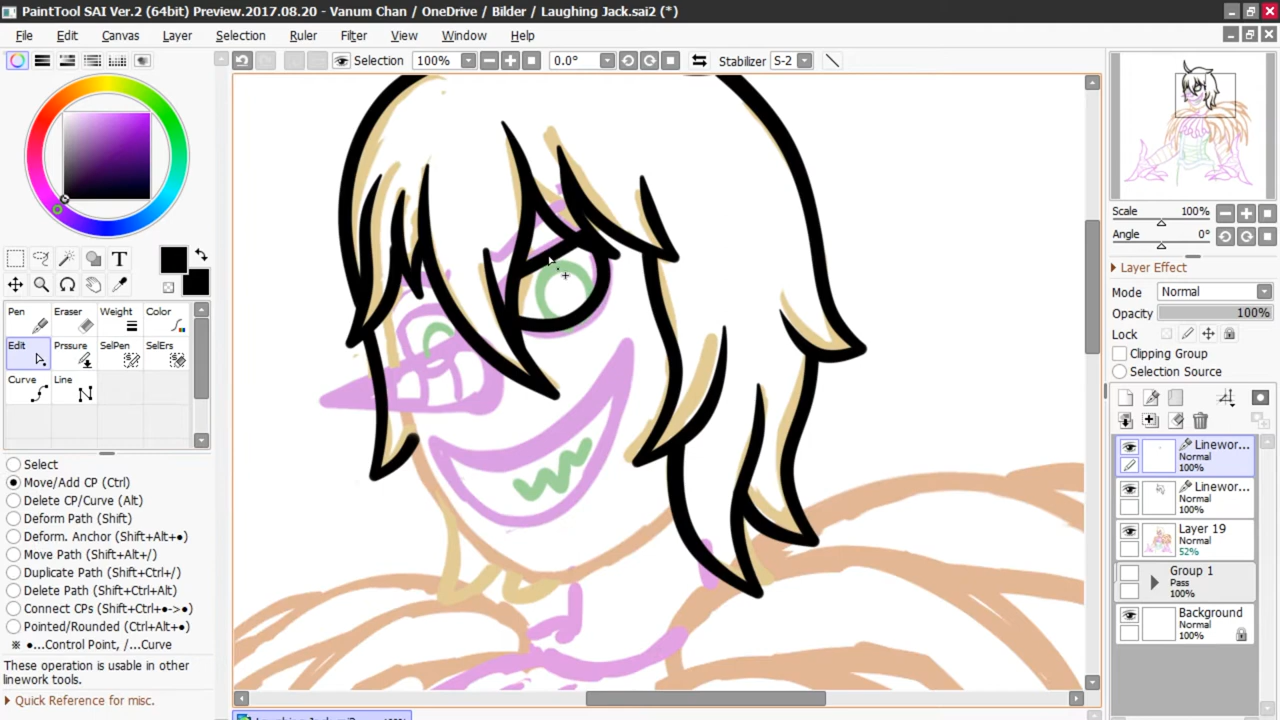 PaintTool SAI Ver.2 (64bit) Preview.2017.08.20 - Vanum Chan / OneDrive / Bilder / Laughing Jack.sai2 (*)
File Edit Canvas Layer Selection Ruler Filter View Window Help
Selection 100% 0.0° Stabilizer S-2
T
Pen Eraser Weight Color
Edit Prssure SelPen SelErs
Curve Line
Select
Move/Add CP (Ctrl)
Delete CP/Curve (Alt)
Deform Path (Shift)
Deform. Anchor (Shift+Alt+●)
Move Path (Shift+Alt+/)
Duplicate Path (Shift+Ctrl+/)
Delete Path (Shift+Ctrl+Alt)
Connect CPs (Shift+Ctrl+●->●)
Pointed/Rounded (Ctrl+Alt+●)
※ ●...Control Point, /...Curve
These operation is usable in other
linework tools.
Quick Reference for misc.
Scale 100%
Angle 0°
Layer Effect
Mode Normal
Opacity 100%
Lock
Clipping Group
Selection Source
Linewor...
Normal
100%
Linewor...
Normal
100%
Layer 19
Normal
52%
Group 1
Pass
100%
Background
Normal
100%